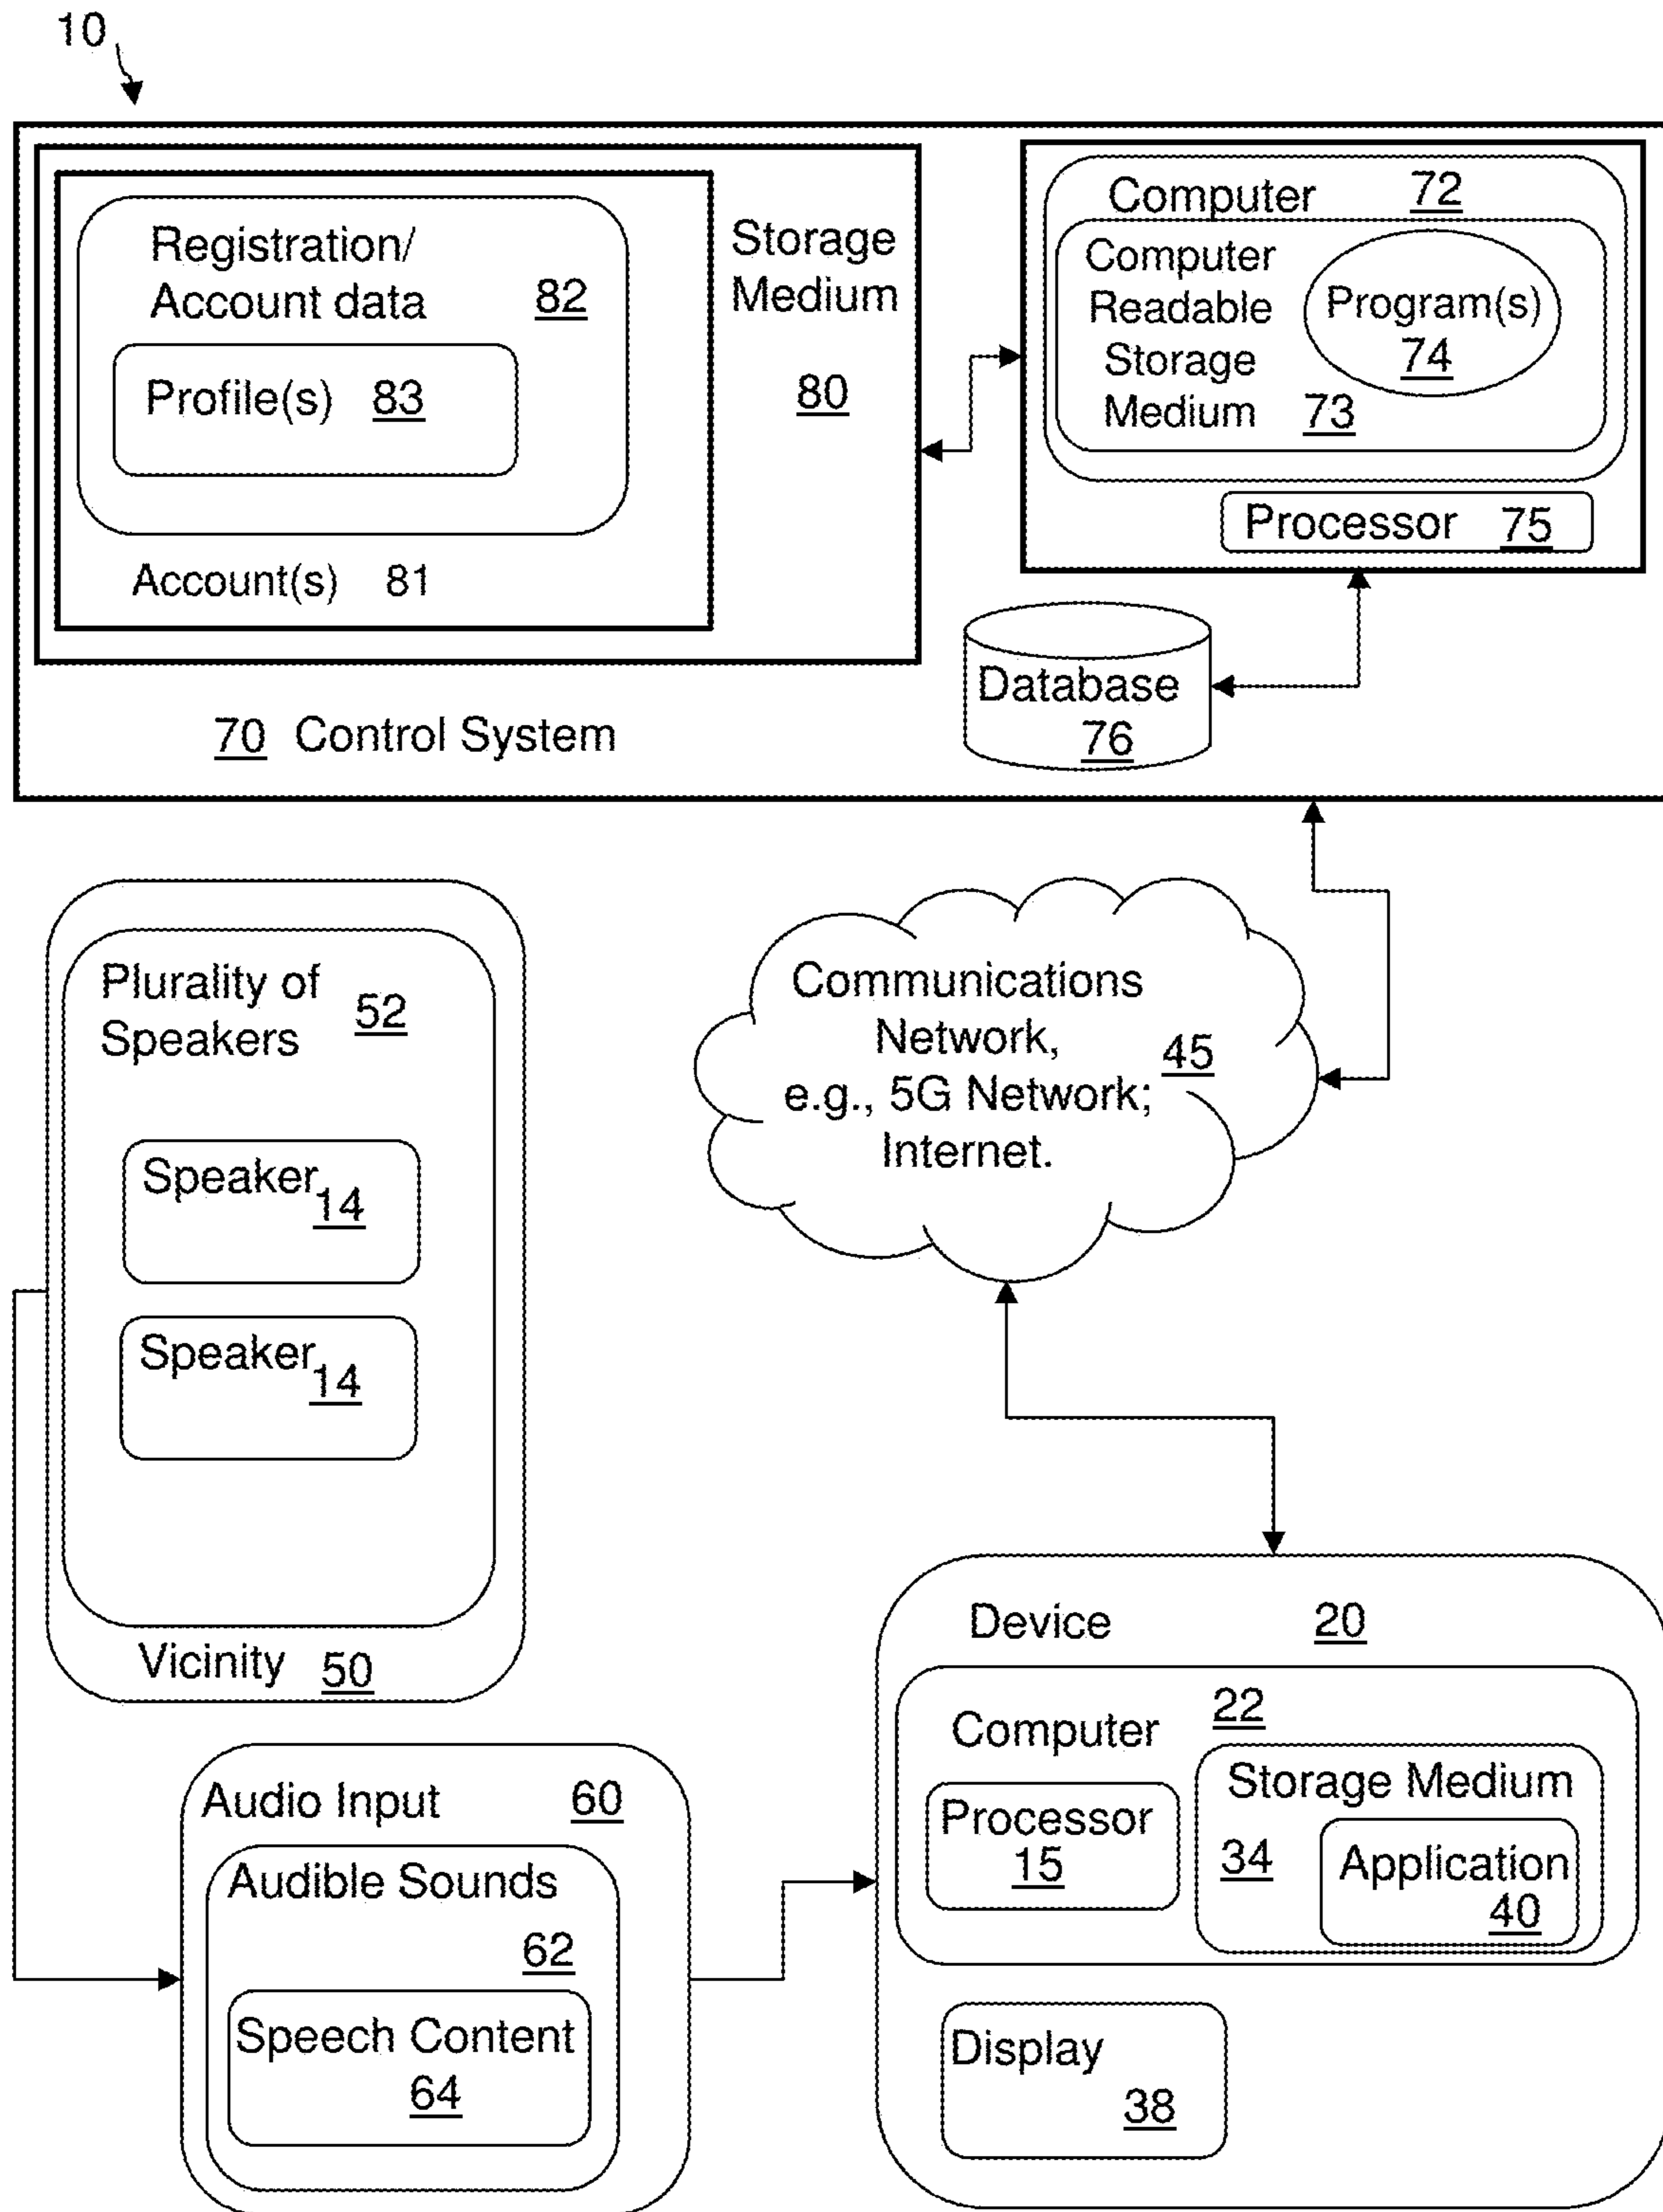 10
Registration/
Account data 82
Profile(s) 83
Account(s) 81
Storage
Medium
80
70 Control System
Computer 72
Computer
Readable
Storage
Medium 73
Program(s)
74
Processor 75
Database
76
Plurality of
Speakers 52
Speaker 14
Speaker 14
Vicinity 50
Communications
Network,
e.g., 5G Network;
Internet.
45
Audio Input 60
Audible Sounds
62
Speech Content
64
Device 20
Computer 22
Processor
15
Storage Medium
34
Application
40
Display
38